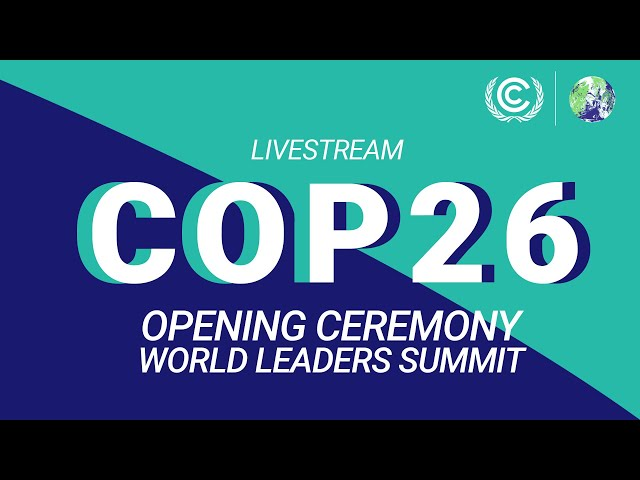 LIVESTREAM
COP26
OPENING CEREMONY
WORLD LEADERS SUMMIT